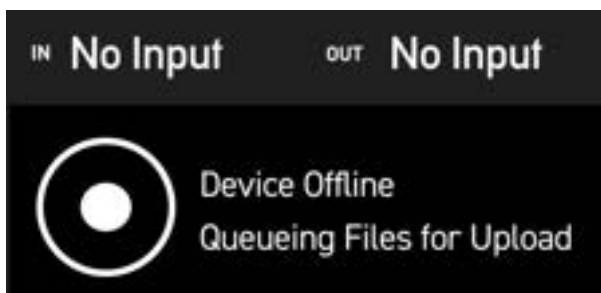 IN No Input OUT No Input
Device Offline
Queueing Files for Upload